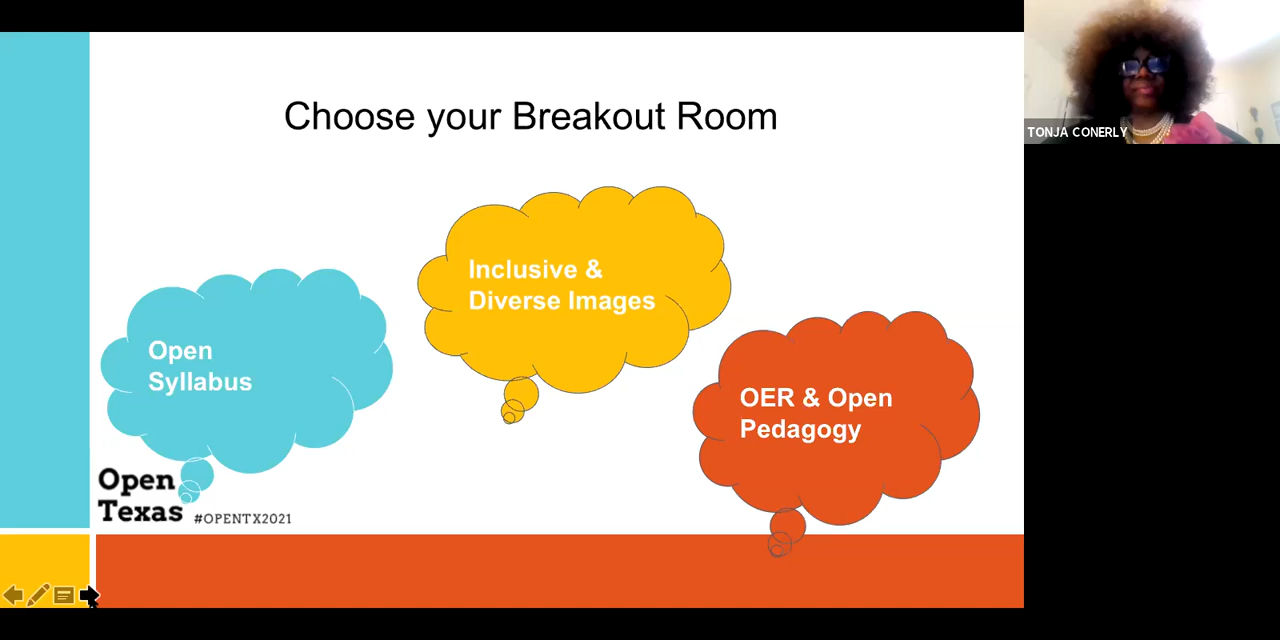 Choose your Breakout Room
TONJA CONERLY
Inclusive &
Diverse Images
Open
Syllabus
OER & Open
Pedagogy
Open
Texas #OPENTX2021